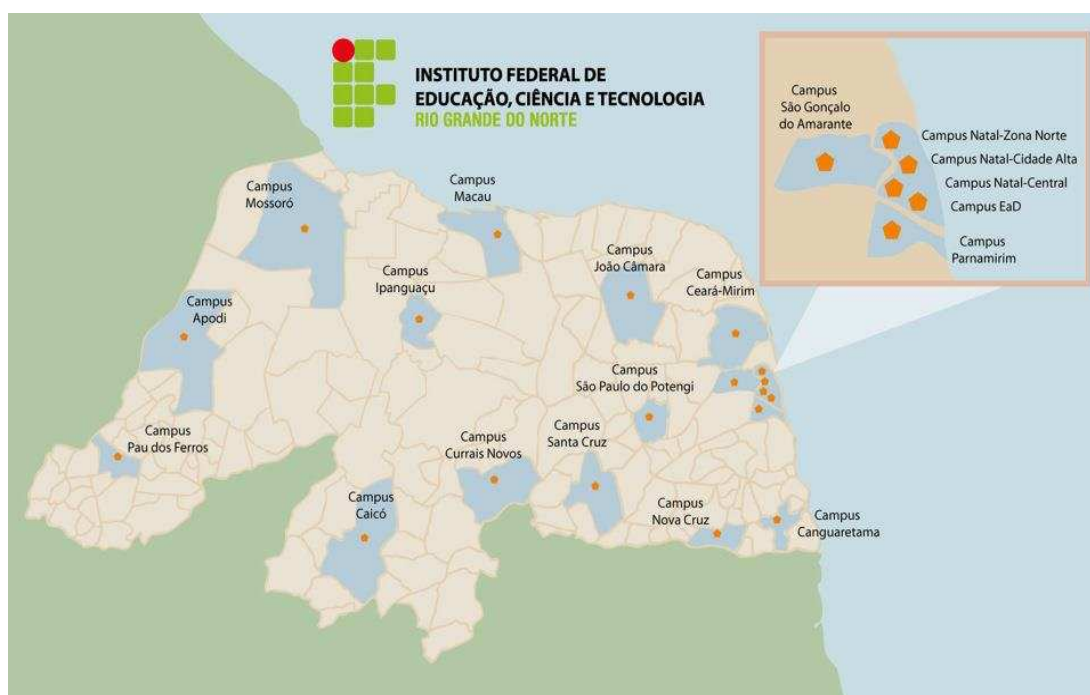 INSTITUTO FEDERAL DE
EDUCAÇÃO, CIÊNCIA E TECNOLOGIA
RIO GRANDE DO NORTE
Campus
São Gonçalo
do Amarante
Campus Natal-Zona Norte
Campus Natal-Cidade Alta
Campus Natal-Central
Campus EaD
Campus
Parnamirim
Campus
Mossoró
Campus
Macau
Campus
João Câmara
Campus
Ceará-Mirim
Campus
Ipanguaçu
Campus
Apodi
Campus
São Paulo do Potengi
Campus
Santa Cruz
Campus
Pau dos Ferros
Campus
Currais Novos
Campus
Caicó
Campus
Nova Cruz
Campus
Canguaretama